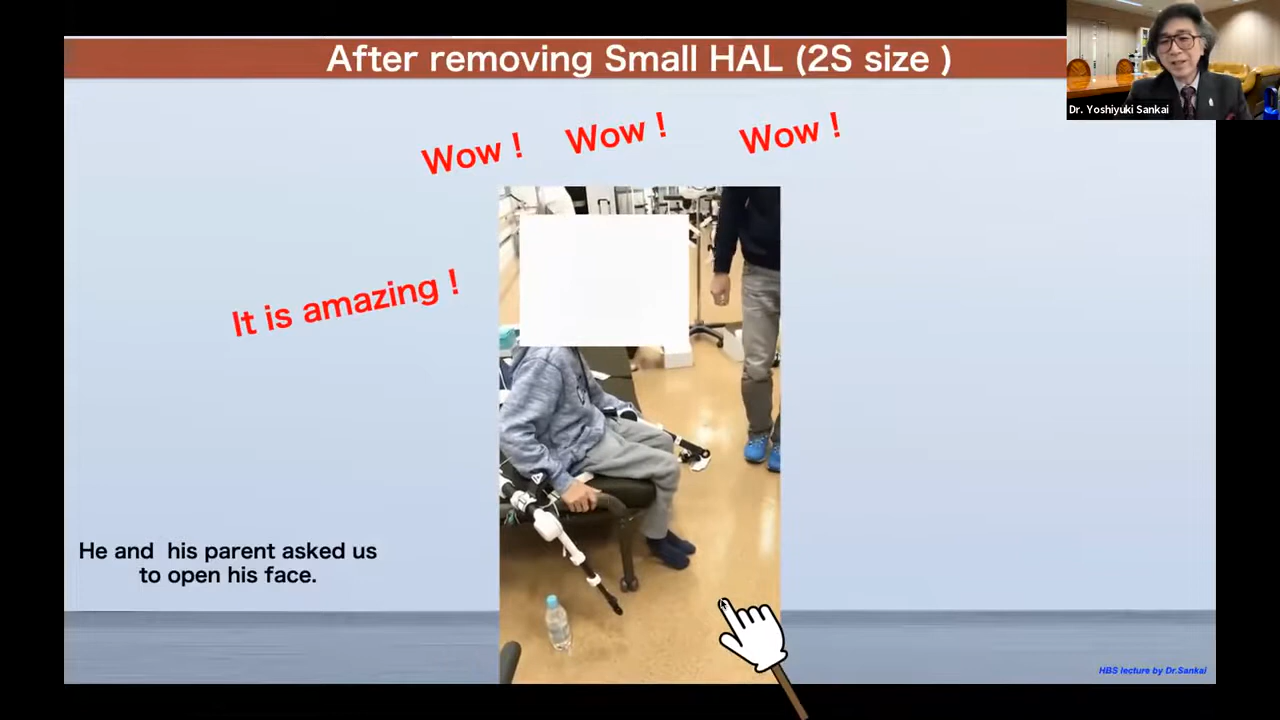 After removing Small HAL (2S size )
Dr. Yoshiyuki Sankai
Wow !
Wow !
Wow !
It is amazing !
He and his parent asked us
to open his face.
HBS lecture by Dr.Sankai